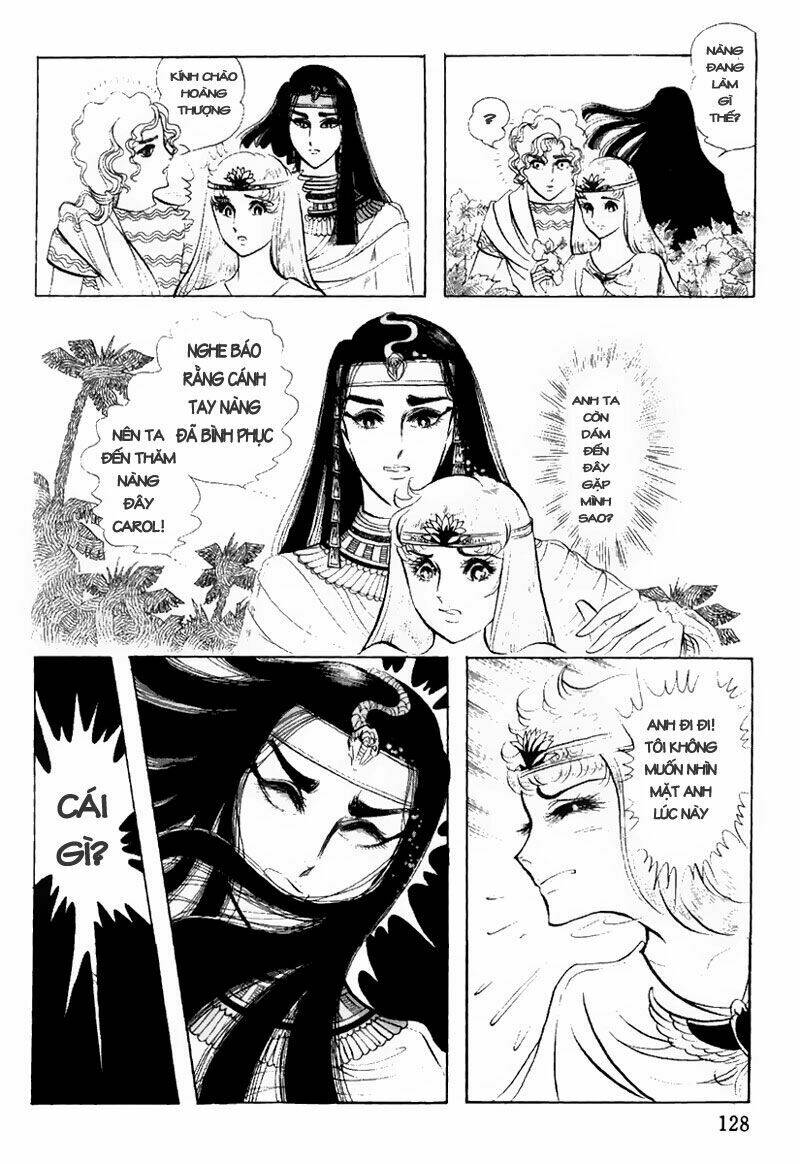 NÀNG
ĐANG
LÀM
GÌ
THẾ?
?
KÍNH CHÀO
HOÀNG
THƯỢNG
ANH TA
CÒN
DÁM
ĐẾN
ĐÂY
GẶP
MÌNH
SAO?
NGHE BÁO
RẰNG CÁNH
TAY NÀNG
ĐÃ BÌNH PHỤC
NÊN TA
ĐẾN THĂM
NÀNG ĐÂY
CAROL!
ANH ĐI ĐI!
TÔI KHÔNG
MUỐN NHÌN
MẶT ANH
LÚC NÀY
CÁI
GÌ?
128